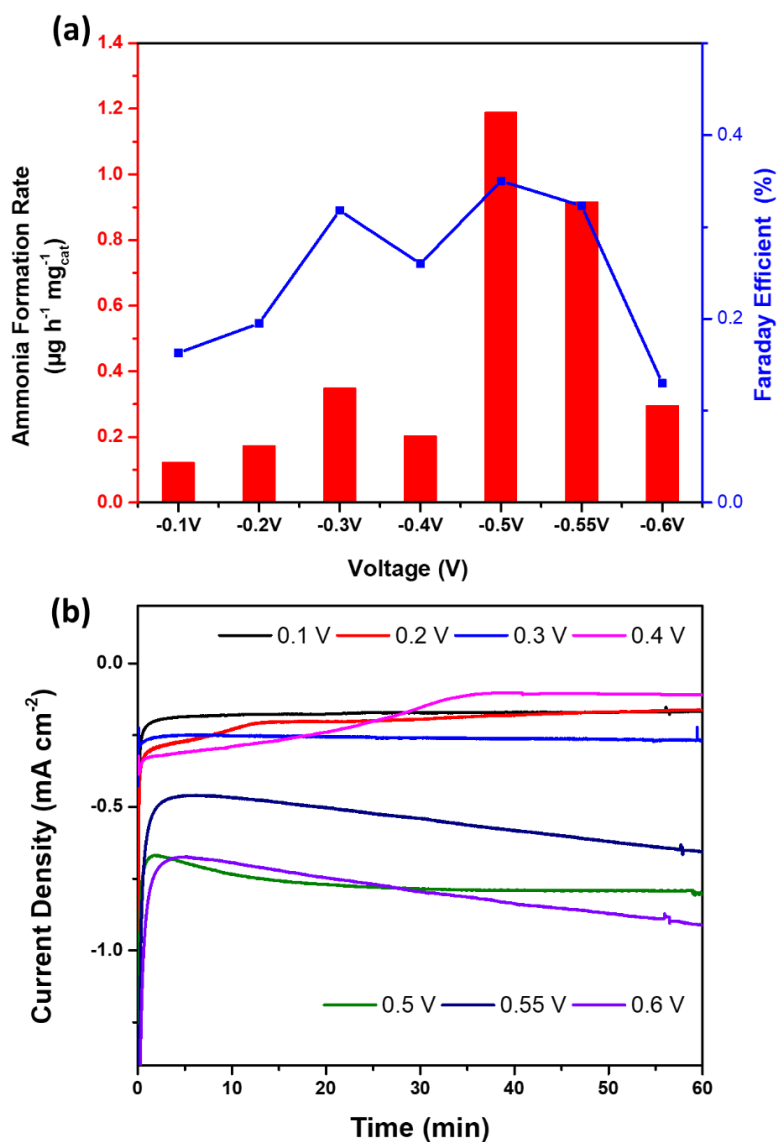 (a)
1.4
1.2
1.0
0.8
0.6
0.4
0.2
0.0
Ammonia Formation Rate
(µg h⁻¹ mg⁻¹cat)
0.4
0.2
0.0
Faraday Efficient (%)
-0.1V -0.2V -0.3V -0.4V -0.5V -0.55V -0.6V
Voltage (V)
(b)
0.1 V 0.2 V 0.3 V 0.4 V
0.0
-0.5
-1.0
Current Density (mA cm⁻²)
0.5 V 0.55 V 0.6 V
0 10 20 30 40 50 60
Time (min)